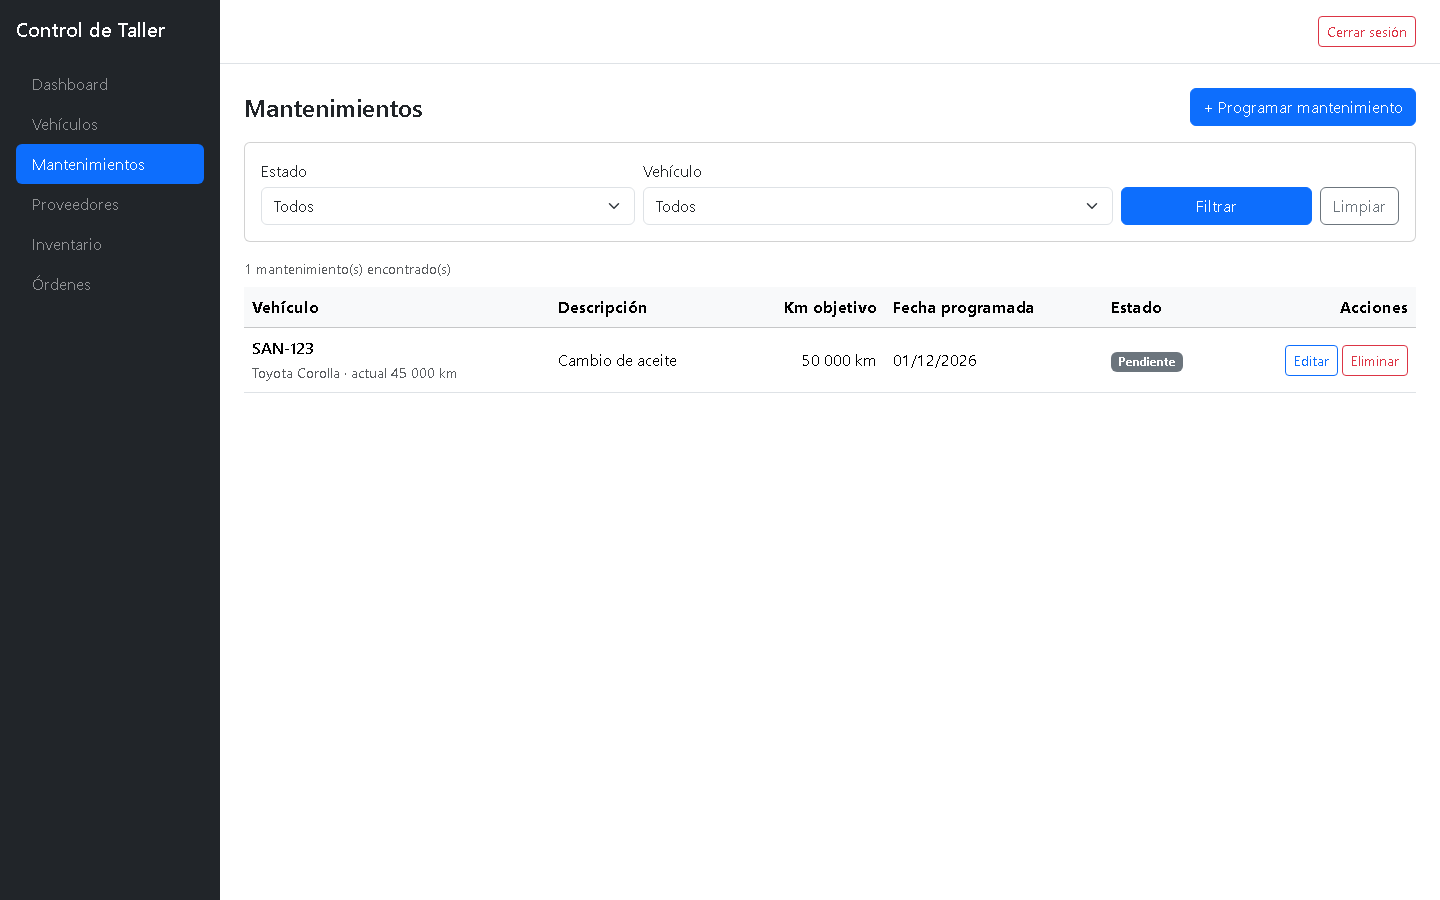 Control de Taller
Cerrar sesión
Dashboard
Vehículos
Mantenimientos
Proveedores
Inventario
Órdenes
Mantenimientos
+ Programar mantenimiento
Estado
Vehículo
Todos
Todos
Filtrar
Limpiar
1 mantenimiento(s) encontrado(s)
Vehículo Descripción Km objetivo Fecha programada Estado Acciones
SAN-123
Toyota Corolla · actual 45 000 km
Cambio de aceite 50 000 km 01/12/2026 Pendiente Editar Eliminar